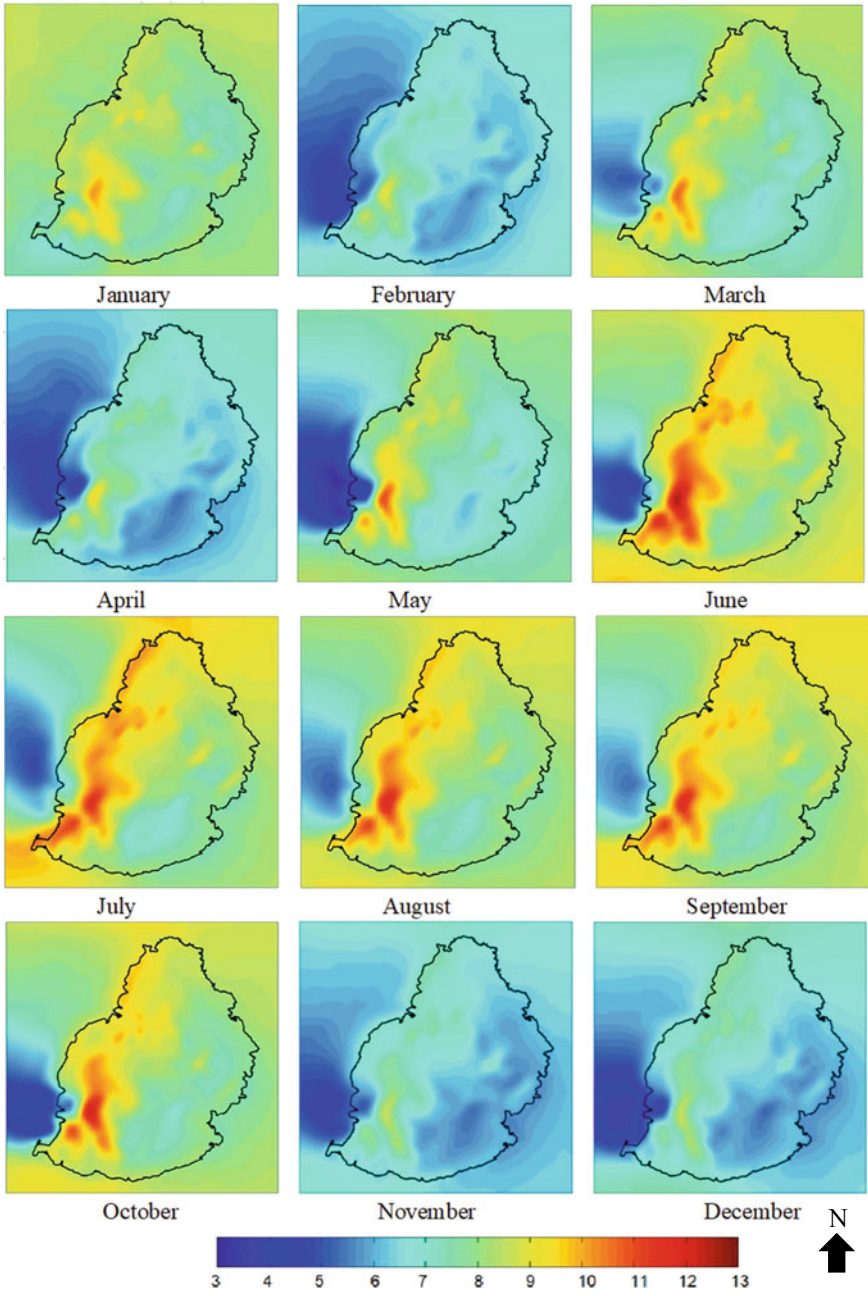 January February March
April May June
July August September
October November December
N
3 4 5 6 7 8 9 10 11 12 13